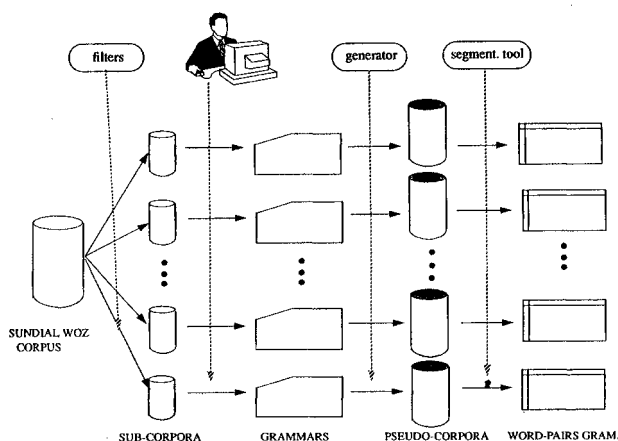 filters
generator
segment. tool
SUNDIAL WOZ
CORPUS
SUB-CORPORA
GRAMMARS
PSEUDO-CORPORA
WORD-PAIRS GRAM.